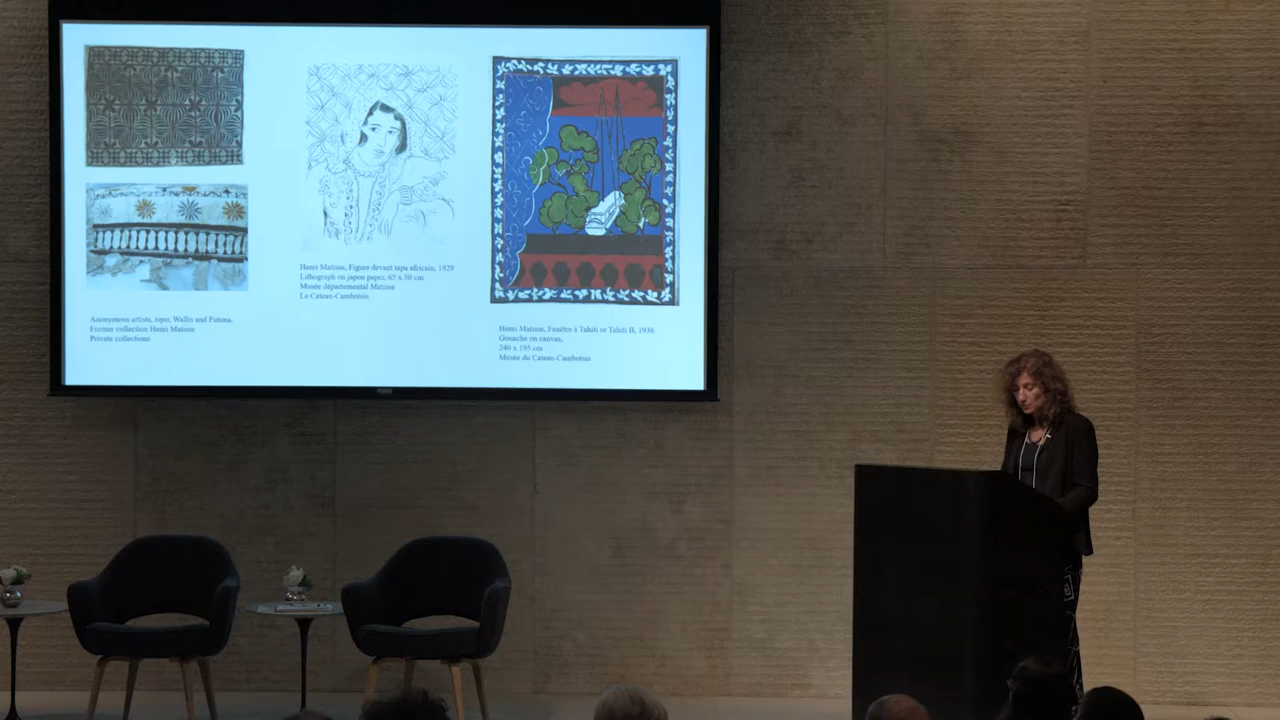 Anonymous artists, tapa, Wallis and Futuna,
Former collection Henri Matisse
Private collections
Henri Matisse, Figure devant tapa africain, 1929
Lithograph on japon paper, 65 x 50 cm
Musée départemental Matisse
Le Cateau-Cambrésis
Henri Matisse, Fenêtre à Tahiti or Tahiti II, 1936
Gouache on canvas,
240 x 195 cm
Musée du Cateau-Cambrésis